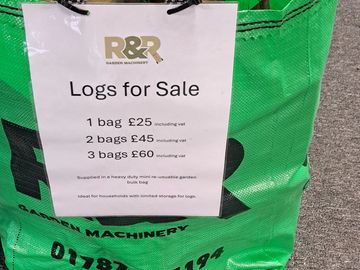 R&R
GARDEN MACHINERY
Logs for Sale
1 bag £25 including vat
2 bags £45 including vat
3 bags £60 including vat
Supplied in a heavy duty mini re-useable garden
bulk bag
Ideal for households with limited storage for logs.
GARDEN MACHINERY